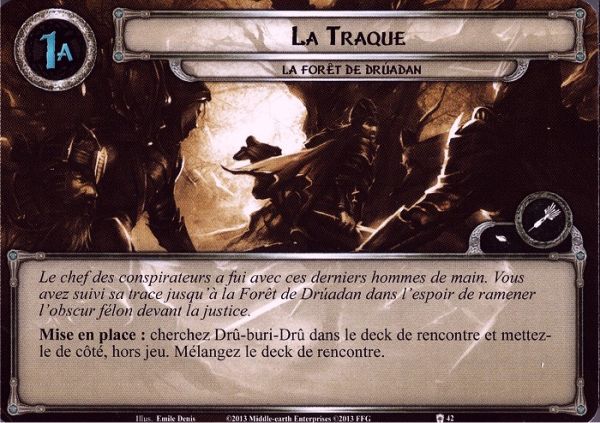 1A
La Traque
La Forêt de Drúadan
Le chef des conspirateurs a fui avec ces derniers hommes de main. Vous
avez suivi sa trace jusqu'à la Forêt de Drúadan dans l'espoir de ramener
l'obscur félon devant la justice.
Mise en place : cherchez Drû-buri-Drû dans le deck de rencontre et mettez-
le de côté, hors jeu. Mélangez le deck de rencontre.
Illus. Emile Denis ©2013 Middle-earth Enterprises ©2013 FFG 42